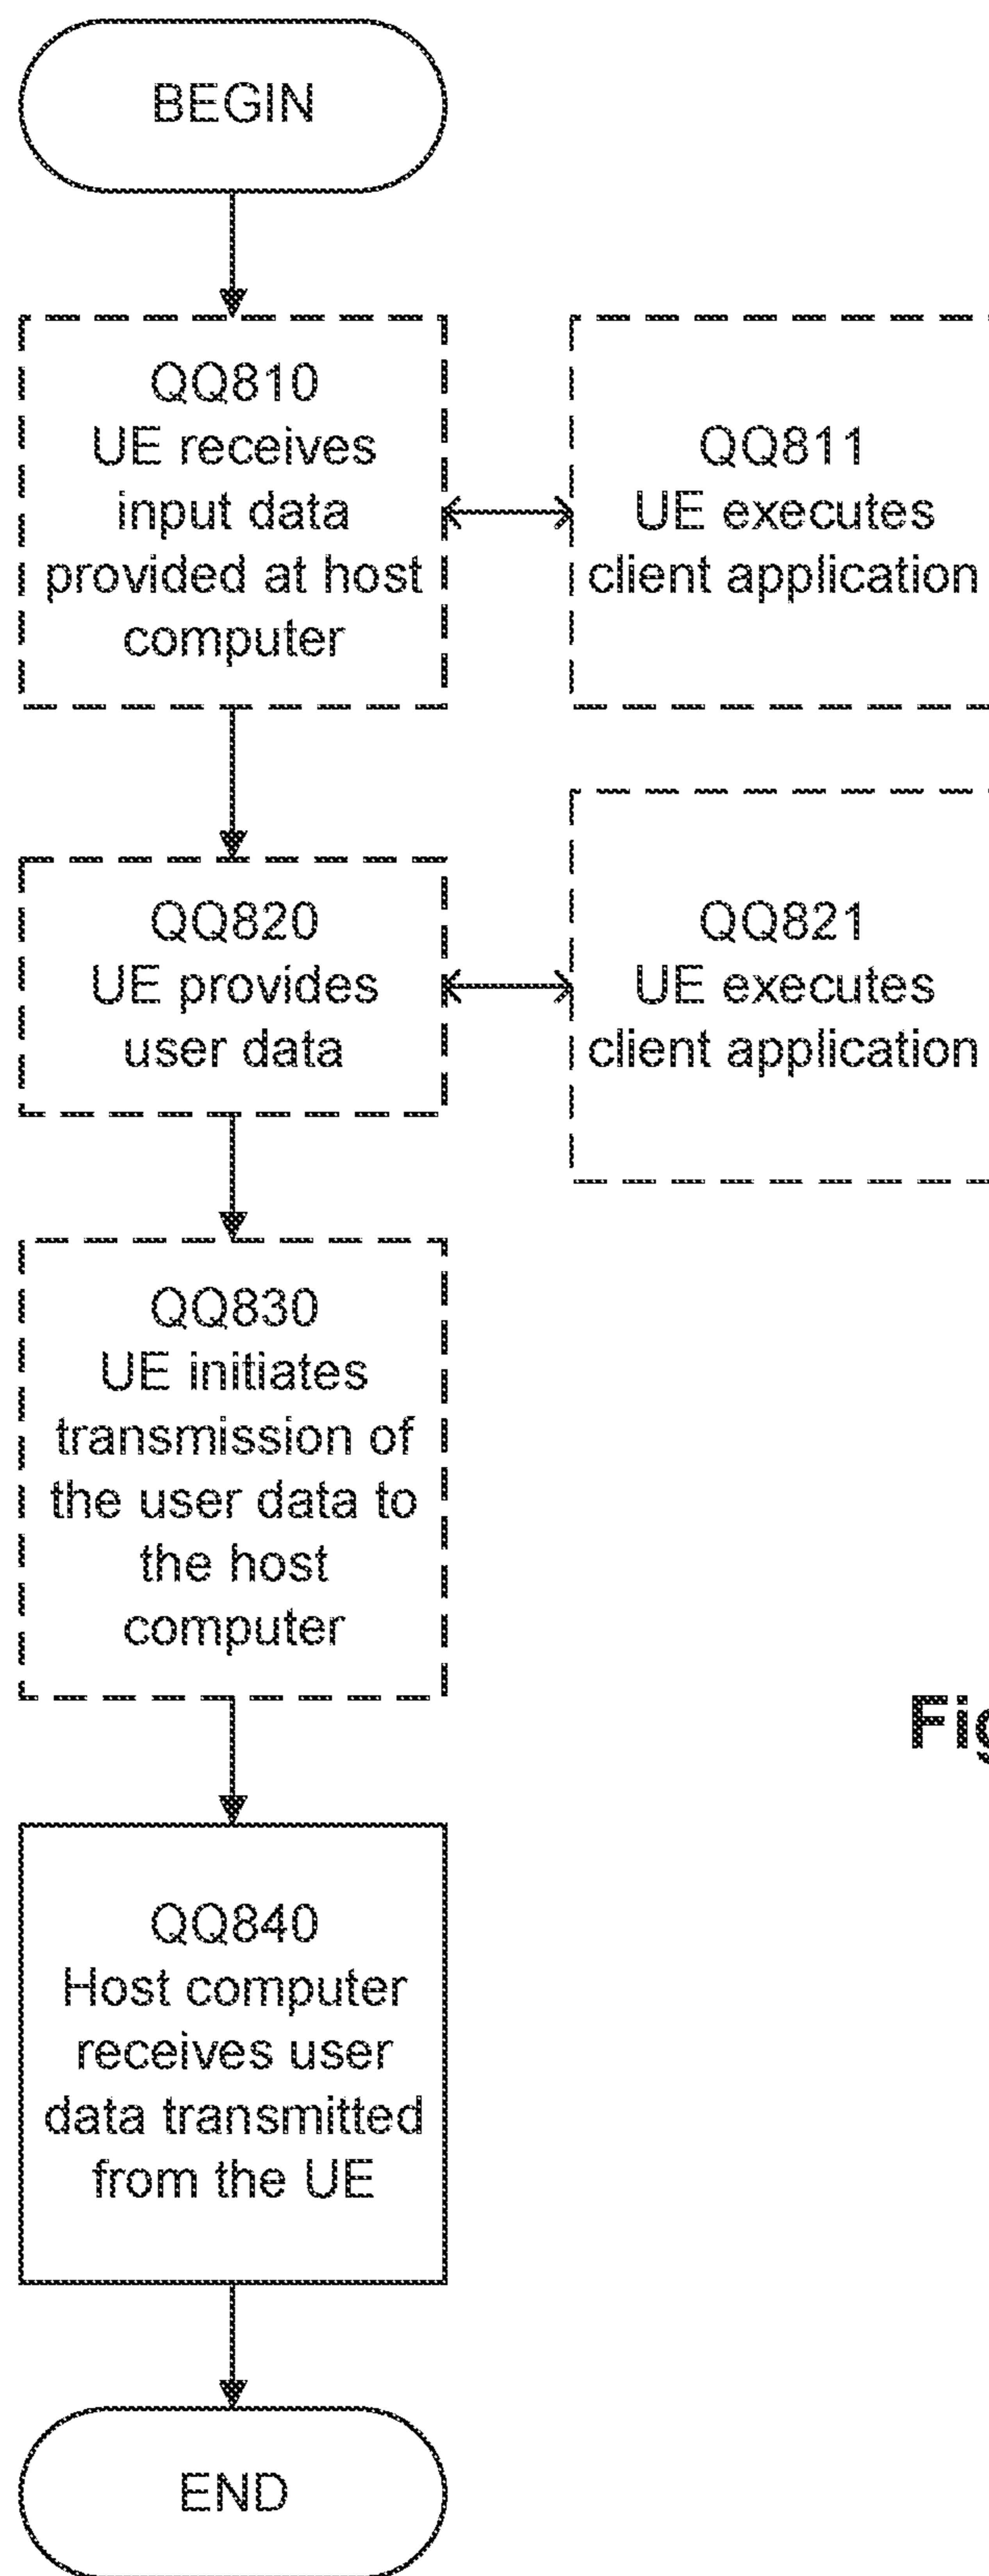 BEGIN
QQ810
UE receives
input data
provided at host
computer
QQ811
UE executes
client application
QQ820
UE provides
user data
QQ821
UE executes
client application
QQ830
UE initiates
transmission of
the user data to
the host
computer
QQ840
Host computer
receives user
data transmitted
from the UE
END